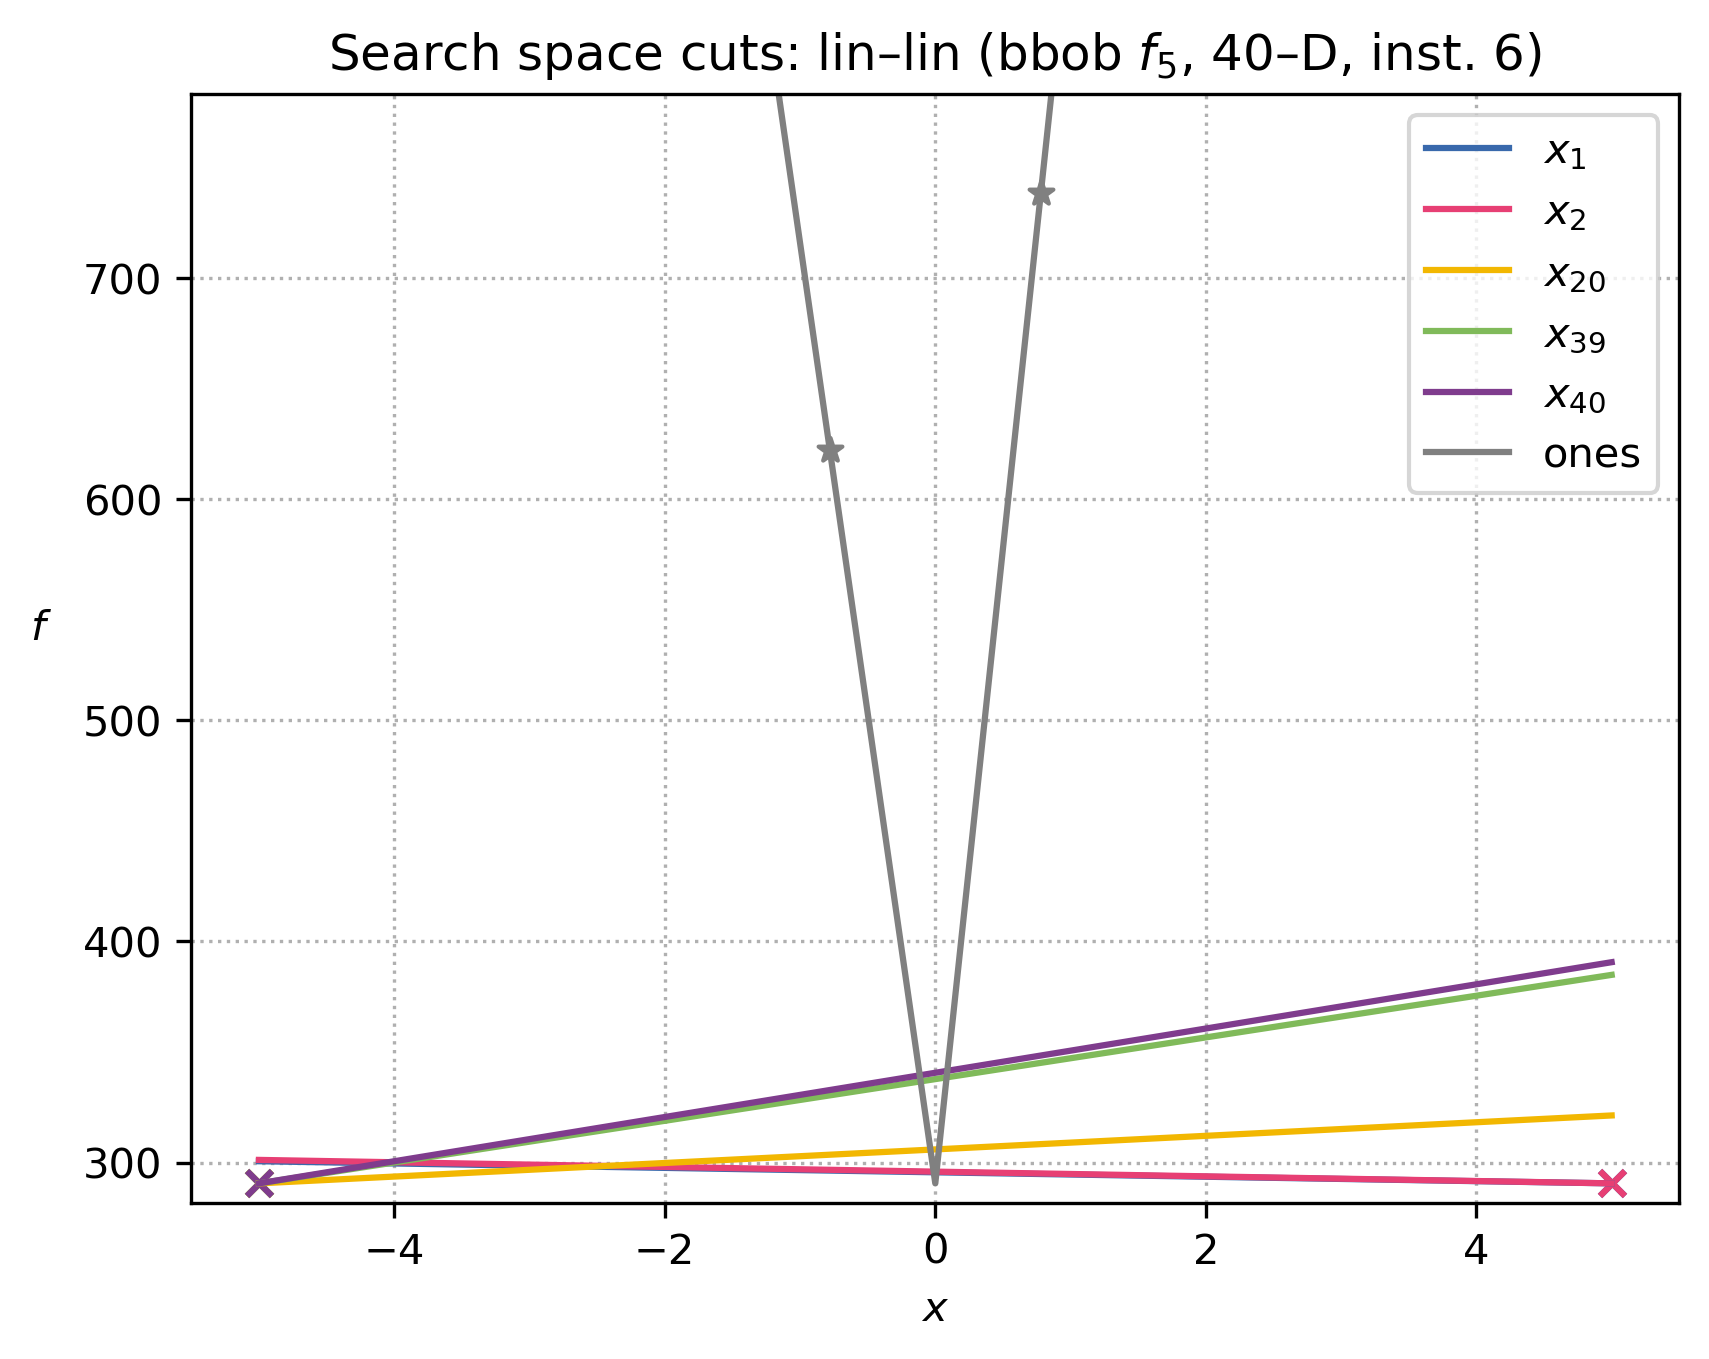 Search space cuts: lin–lin (bbob f₅, 40–D, inst. 6)
x₁
x₂
x₂₀
x₃₉
x₄₀
ones
700
600
500
400
300
f
−4 −2 0 2 4
x